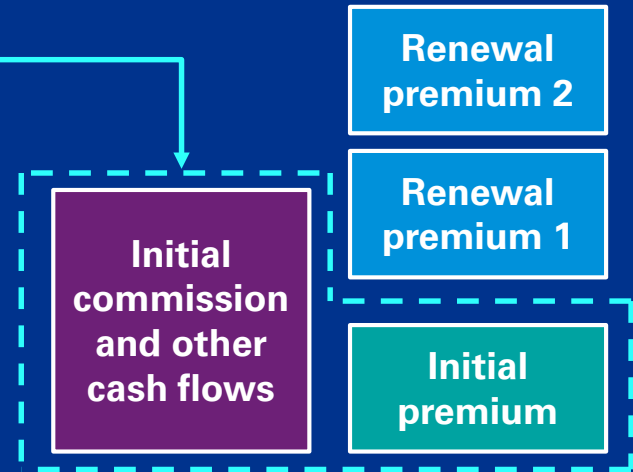 Renewal
premium 2
Renewal
premium 1
Initial
commission
and other
cash flows
Initial
premium